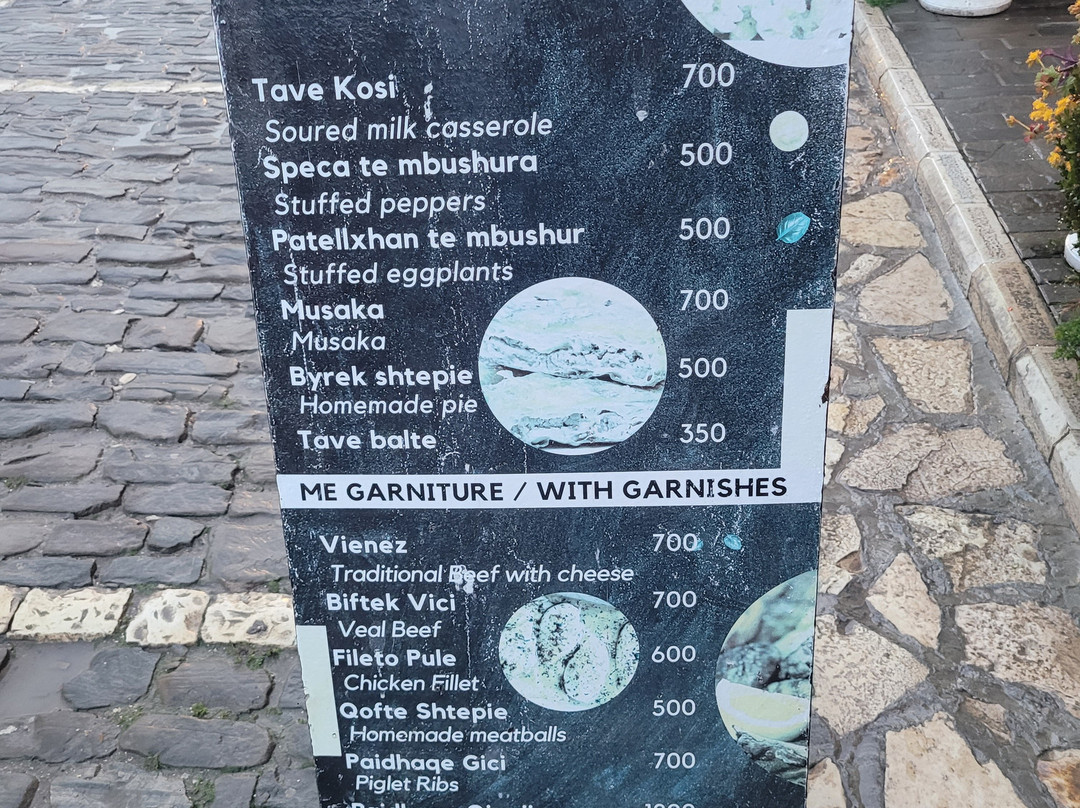 Tave Kosi 700
Soured milk casserole
Speca te mbushura 500
Stuffed peppers
Patellxhan te mbushur 500
Stuffed eggplants
Musaka 700
Musaka
Byrek shtepie 500
Homemade pie
Tave balte 350
ME GARNITURE / WITH GARNISHES
Vienez 700
Traditional Beef with cheese
Biftek Vici 700
Veal Beef
Fileto Pule 600
Chicken Fillet
Qofte Shtepie 500
Homemade meatballs
Paidhaqe Gici 700
Piglet Ribs